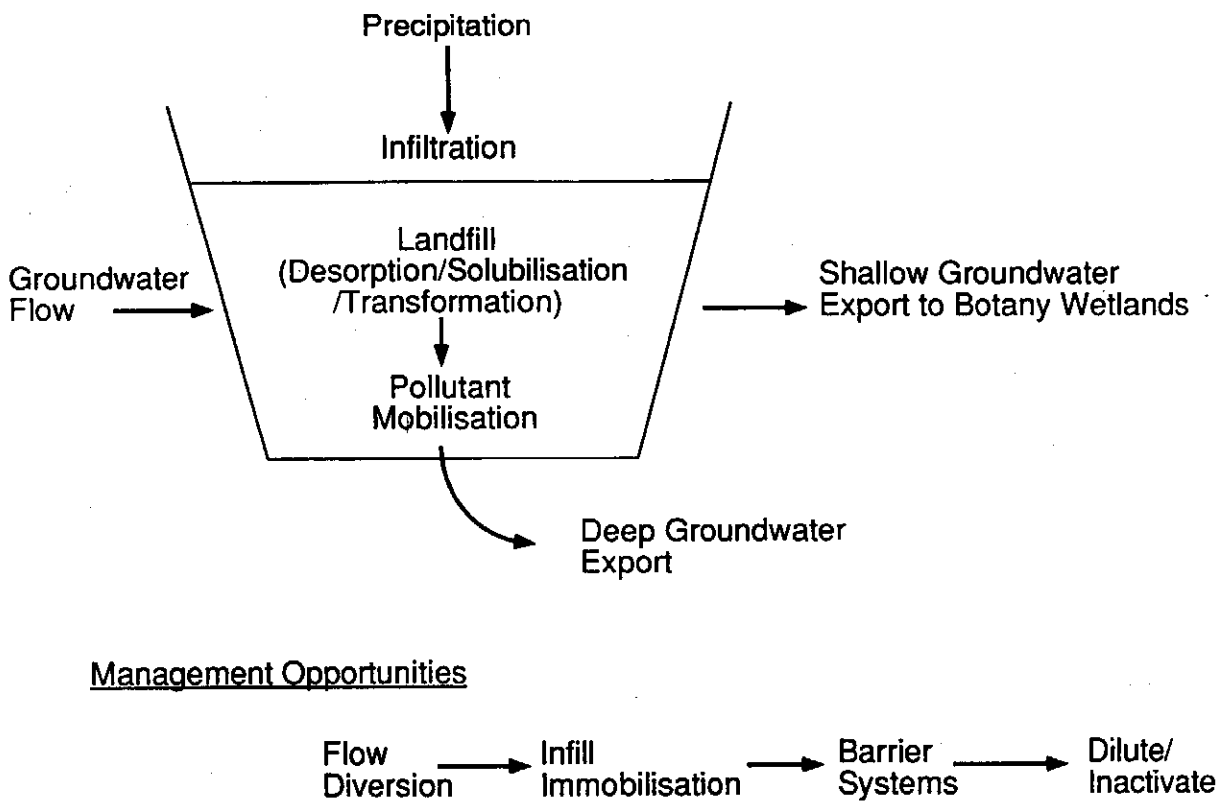 Precipitation
Infiltration
Landfill
(Desorption/Solubilisation
/Transformation)
Groundwater
Flow
Shallow Groundwater
Export to Botany Wetlands
Pollutant
Mobilisation
Deep Groundwater
Export
Management Opportunities
Flow
Diversion
Infill
Immobilisation
Barrier
Systems
Dilute/
Inactivate